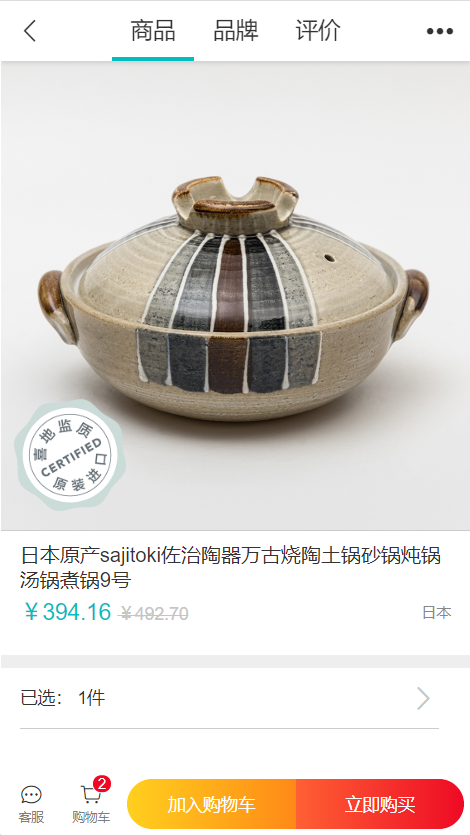 商品 品牌 评价
喜地监质
CERTIFIED
原装进口
日本原产sajitoki佐治陶器万古烧陶土锅砂锅炖锅
汤锅煮锅9号
￥394.16 ￥492.70 日本
已选： 1件
2
客服 购物车 加入购物车 立即购买